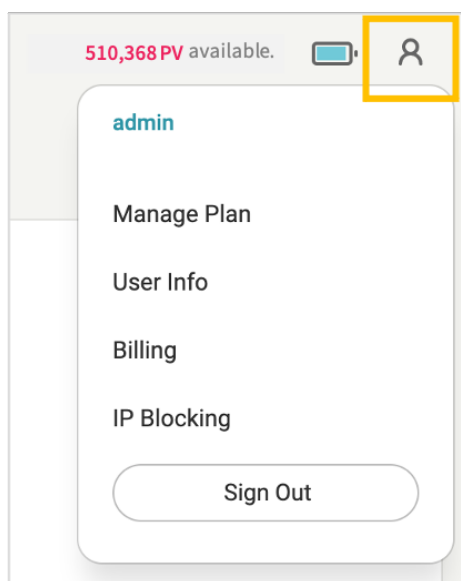 510,368 PV available.
admin
Manage Plan
User Info
Billing
IP Blocking
Sign Out